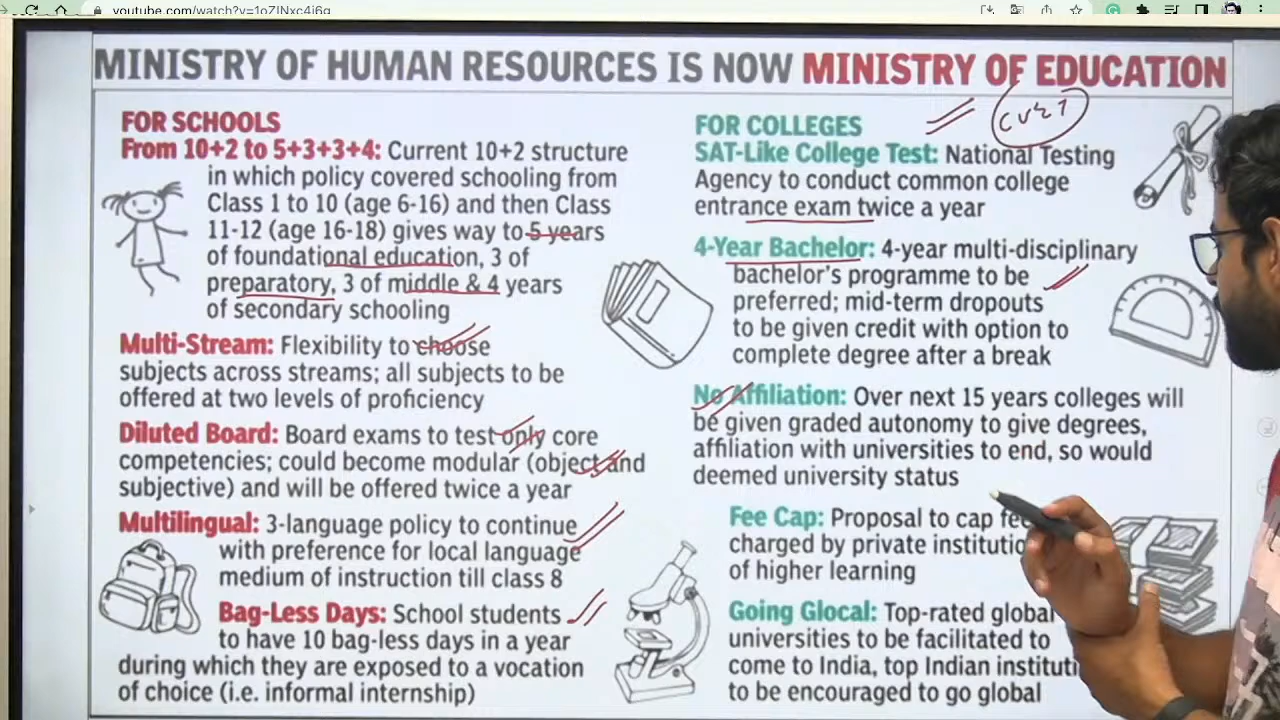 youtube.com/watch?v=1oZINxc4i6g
MINISTRY OF HUMAN RESOURCES IS NOW MINISTRY OF EDUCATION
FOR SCHOOLS
From 10+2 to 5+3+3+4: Current 10+2 structure
in which policy covered schooling from
Class 1 to 10 (age 6-16) and then Class
11-12 (age 16-18) gives way to 5 years
of foundational education, 3 of
preparatory, 3 of middle & 4 years
of secondary schooling
Multi-Stream: Flexibility to choose
subjects across streams; all subjects to be
offered at two levels of proficiency
Diluted Board: Board exams to test only core
competencies; could become modular (object and
subjective) and will be offered twice a year
Multilingual: 3-language policy to continue
with preference for local language
medium of instruction till class 8
Bag-Less Days: School students
to have 10 bag-less days in a year
during which they are exposed to a vocation
of choice (i.e. informal internship)
FOR COLLEGES
SAT-Like College Test: National Testing
Agency to conduct common college
entrance exam twice a year
4-Year Bachelor: 4-year multi-disciplinary
bachelor's programme to be
preferred; mid-term dropouts
to be given credit with option to
complete degree after a break
No Affiliation: Over next 15 years colleges will
be given graded autonomy to give degrees,
affiliation with universities to end, so would
deemed university status
Fee Cap: Proposal to cap fe
charged by private institutio
of higher learning
Going Glocal: Top-rated global
universities to be facilitated to
come to India, top Indian instituti
to be encouraged to go global